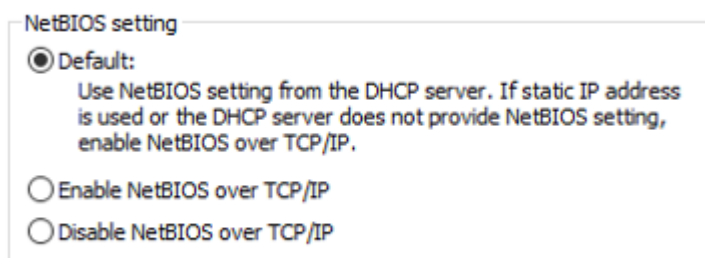 NetBIOS setting
Default:
Use NetBIOS setting from the DHCP server. If static IP address
is used or the DHCP server does not provide NetBIOS setting,
enable NetBIOS over TCP/IP.
Enable NetBIOS over TCP/IP
Disable NetBIOS over TCP/IP